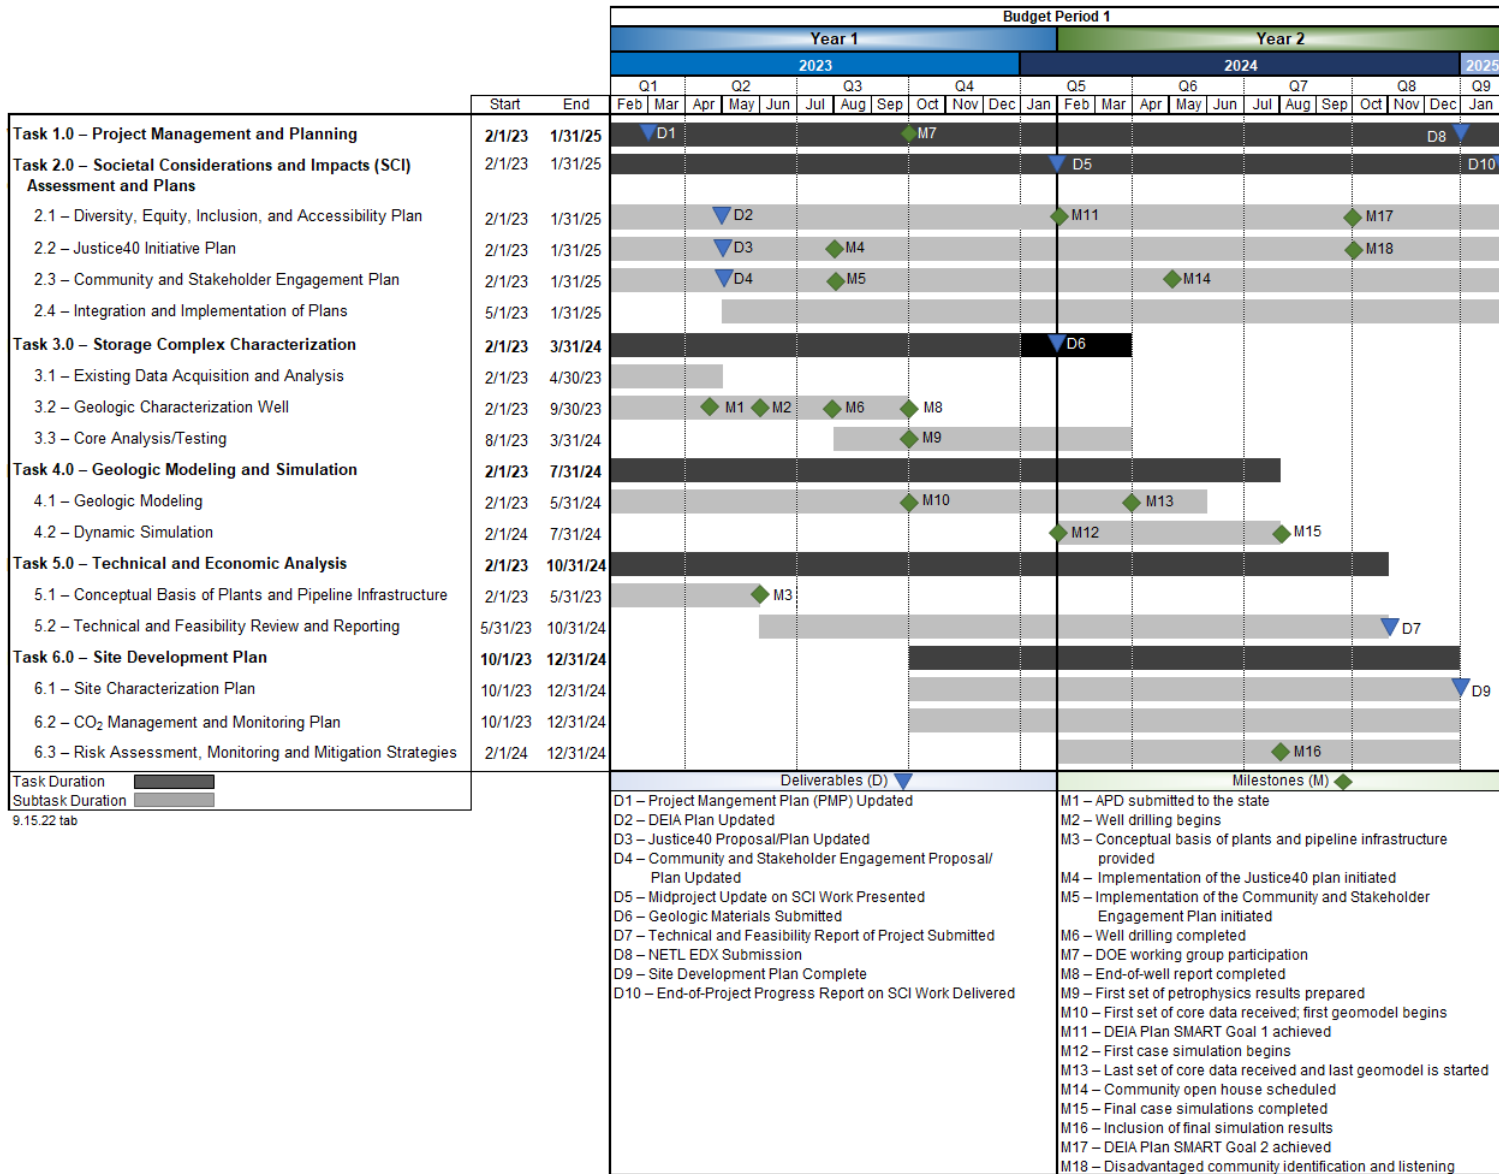 Budget Period 1
Year 1 Year 2
2023 2024 2025
Q1 Q2 Q3 Q4 Q5 Q6 Q7 Q8 Q9
Start End Feb Mar Apr May Jun Jul Aug Sep Oct Nov Dec Jan Feb Mar Apr May Jun Jul Aug Sep Oct Nov Dec Jan
Task 1.0 – Project Management and Planning 2/1/23 1/31/25 D1 M7 D8
Task 2.0 – Societal Considerations and Impacts (SCI) 2/1/23 1/31/25 D5 D10
Assessment and Plans
2.1 – Diversity, Equity, Inclusion, and Accessibility Plan 2/1/23 1/31/25 D2 M11 M17
2.2 – Justice40 Initiative Plan 2/1/23 1/31/25 D3 M4 M18
2.3 – Community and Stakeholder Engagement Plan 2/1/23 1/31/25 D4 M5 M14
2.4 – Integration and Implementation of Plans 5/1/23 1/31/25
Task 3.0 – Storage Complex Characterization 2/1/23 3/31/24 D6
3.1 – Existing Data Acquisition and Analysis 2/1/23 4/30/23
3.2 – Geologic Characterization Well 2/1/23 9/30/23 M1 M2 M6 M8
3.3 – Core Analysis/Testing 8/1/23 3/31/24 M9
Task 4.0 – Geologic Modeling and Simulation 2/1/23 7/31/24
4.1 – Geologic Modeling 2/1/23 5/31/24 M10 M13
4.2 – Dynamic Simulation 2/1/24 7/31/24 M12 M15
Task 5.0 – Technical and Economic Analysis 2/1/23 10/31/24
5.1 – Conceptual Basis of Plants and Pipeline Infrastructure 2/1/23 5/31/23 M3
5.2 – Technical and Feasibility Review and Reporting 5/31/23 10/31/24 D7
Task 6.0 – Site Development Plan 10/1/23 12/31/24
6.1 – Site Characterization Plan 10/1/23 12/31/24 D9
6.2 – CO₂ Management and Monitoring Plan 10/1/23 12/31/24
6.3 – Risk Assessment, Monitoring and Mitigation Strategies 2/1/24 12/31/24 M16
Task Duration
Subtask Duration
9.15.22 tab
Deliverables (D)
D1 – Project Mangement Plan (PMP) Updated
D2 – DEIA Plan Updated
D3 – Justice40 Proposal/Plan Updated
D4 – Community and Stakeholder Engagement Proposal/
Plan Updated
D5 – Midproject Update on SCI Work Presented
D6 – Geologic Materials Submitted
D7 – Technical and Feasibility Report of Project Submitted
D8 – NETL EDX Submission
D9 – Site Development Plan Complete
D10 – End-of-Project Progress Report on SCI Work Delivered
Milestones (M)
M1 – APD submitted to the state
M2 – Well drilling begins
M3 – Conceptual basis of plants and pipeline infrastructure
provided
M4 – Implementation of the Justice40 plan initiated
M5 – Implementation of the Community and Stakeholder
Engagement Plan initiated
M6 – Well drilling completed
M7 – DOE working group participation
M8 – End-of-well report completed
M9 – First set of petrophysics results prepared
M10 – First set of core data received; first geomodel begins
M11 – DEIA Plan SMART Goal 1 achieved
M12 – First case simulation begins
M13 – Last set of core data received and last geomodel is started
M14 – Community open house scheduled
M15 – Final case simulations completed
M16 – Inclusion of final simulation results
M17 – DEIA Plan SMART Goal 2 achieved
M18 – Disadvantaged community identification and listening